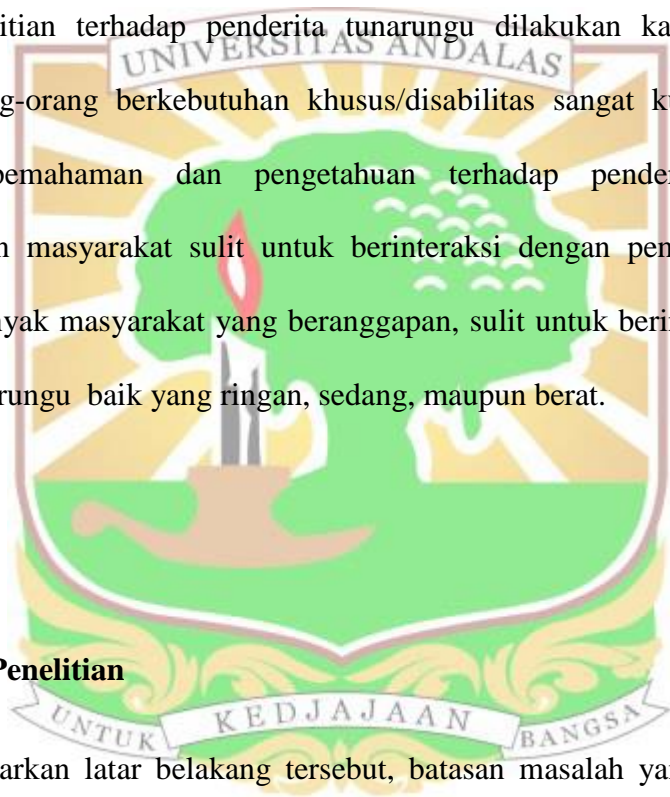 itian terhadap penderita tunarungu dilakukan ka
UNIVERSITAS ANDALAS
g-orang berkebutuhan khusus/disabilitas sangat k
pemahaman dan pengetahuan terhadap pende
n masyarakat sulit untuk berinteraksi dengan pen
nyak masyarakat yang beranggapan, sulit untuk beri
rungu baik yang ringan, sedang, maupun berat.
Penelitian
UNTUK KEDJAJAAN BANGSA
arkan latar belakang tersebut, batasan masalah ya